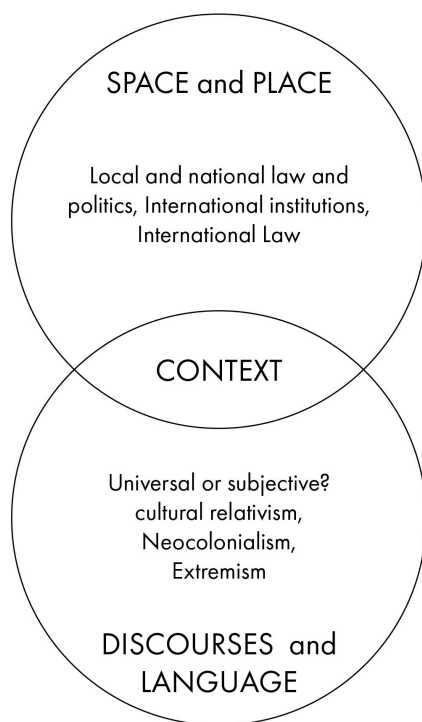 SPACE and PLACE
Local and national law and
politics, International institutions,
International Law
CONTEXT
Universal or subjective?
cultural relativism,
Neocolonialism,
Extremism
DISCOURSES and
LANGUAGE